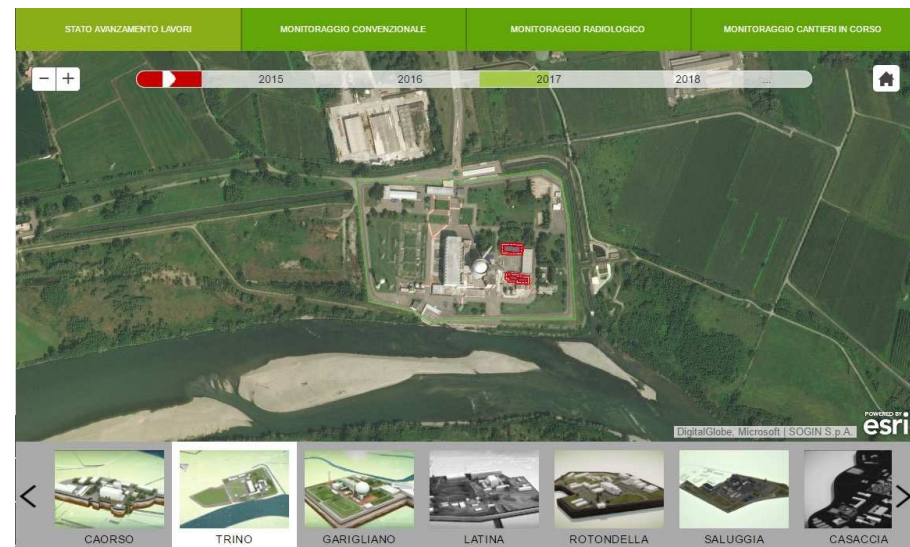 STATO AVANZAMENTO LAVORI
MONITORAGGIO CONVENZIONALE
MONITORAGGIO RADIOLOGICO
MONITORAGGIO CANTIERI IN CORSO
− +
2015 2016 2017 2018 ...
POWERED BY
esri
DigitalGlobe, Microsoft | SOGIN S.p.A.
CAORSO
TRINO
GARIGLIANO
LATINA
ROTONDELLA
SALUGGIA
CASACCIA